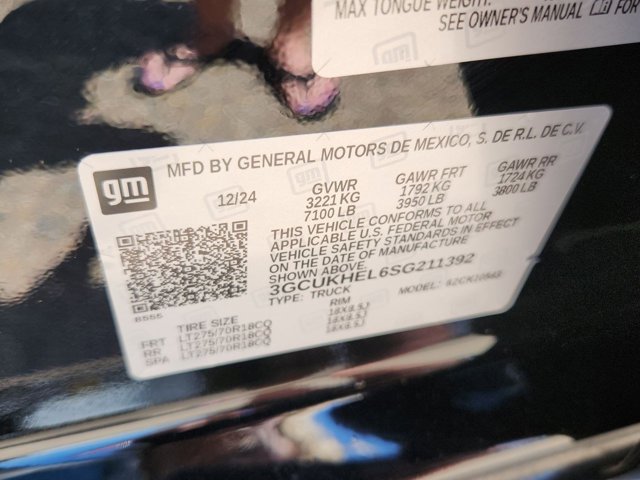 MAX TONGUE WEIGHT:
SEE OWNER'S MANUAL FOR
gm
MFD BY GENERAL MOTORS DE MEXICO, S. DE R.L. DE C.V.
12/24 GVWR GAWR FRT GAWR RR
3221 KG 1792 KG 1724 KG
7100 LB 3950 LB 3800 LB
THIS VEHICLE CONFORMS TO ALL
APPLICABLE U.S. FEDERAL MOTOR
VEHICLE SAFETY STANDARDS IN EFFECT
ON THE DATE OF MANUFACTURE
SHOWN ABOVE.
3GCUKHEL6SG211392
TYPE: TRUCK MODEL:
6555
TIRE SIZE RIM
FRT LT275/70R18CQ 18X8.5J
RR LT275/70R18CQ 18X8.5J
SPA LT275/70R18CQ 18X8.5J